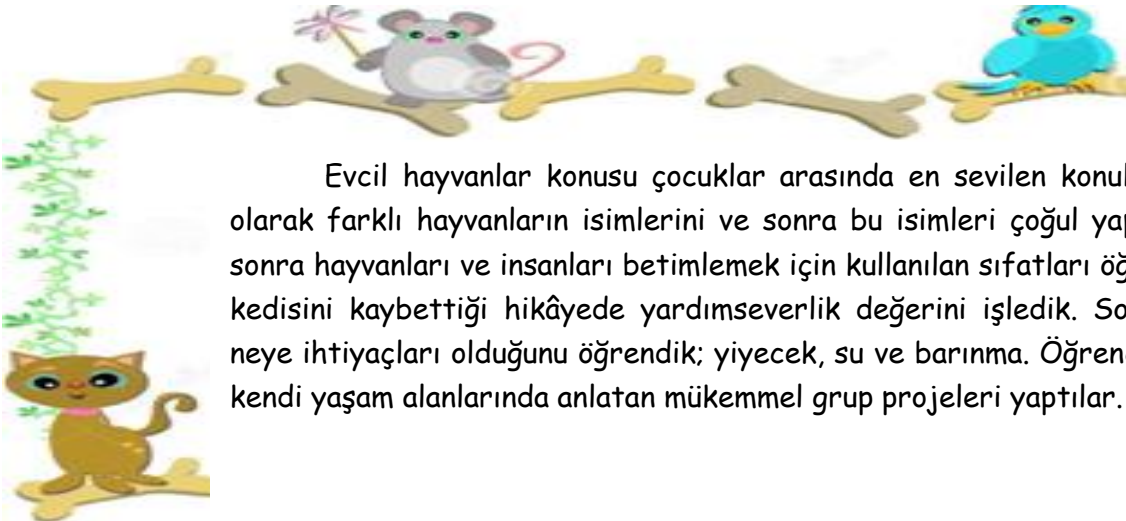 Evcil hayvanlar konusu çocuklar arasında en sevilen konul
olarak farklı hayvanların isimlerini ve sonra bu isimleri çoğul yap
sonra hayvanları ve insanları betimlemek için kullanılan sıfatları öğ
kedisini kaybettiği hikâyede yardımseverlik değerini işledik. So
neye ihtiyaçları olduğunu öğrendik; yiyecek, su ve barınma. Öğrenc
kendi yaşam alanlarında anlatan mükemmel grup projeleri yaptılar.